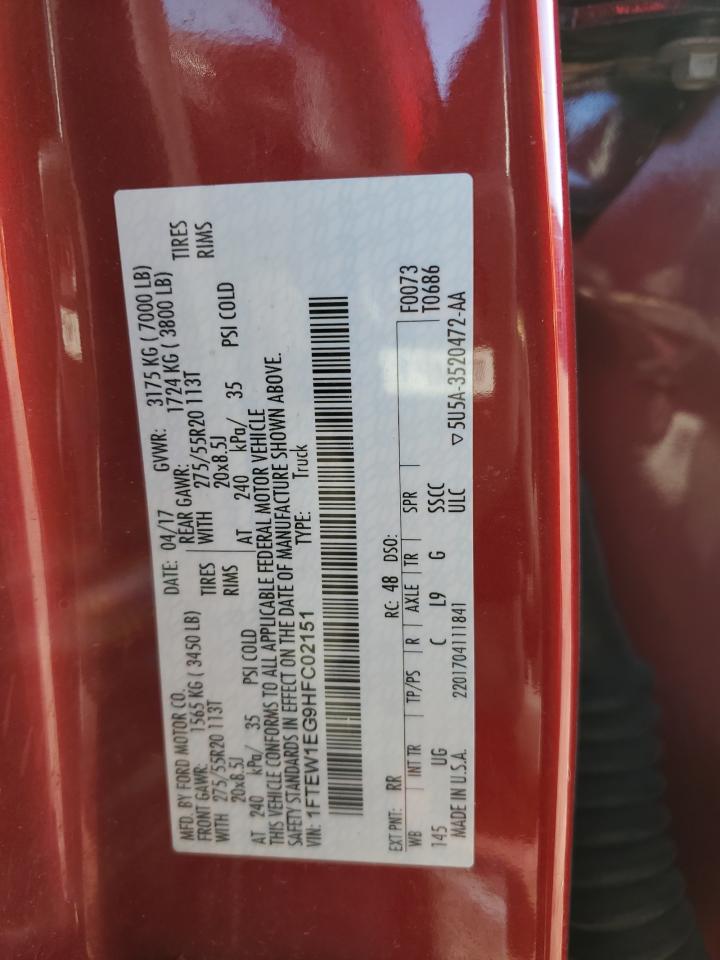 MFD. BY FORD MOTOR CO.
DATE: 04/17 GVWR: 3175 KG ( 7000 LB)
FRONT GAWR: 1565 KG ( 3450 LB)
REAR GAWR: 1724 KG ( 3800 LB)
WITH 275/55R20 113T TIRES WITH 275/55R20 113T TIRES
20x8.5J RIMS 20x8.5J RIMS
AT 240 kPa/ 35 PSI COLD AT 240 kPa/ 35 PSI COLD
THIS VEHICLE CONFORMS TO ALL APPLICABLE FEDERAL MOTOR VEHICLE
SAFETY STANDARDS IN EFFECT ON THE DATE OF MANUFACTURE SHOWN ABOVE.
VIN: 1FTEW1EG9HFC02151 TYPE: Truck
EXT PNT: RR RC: 48 DSO: F0073
WB INT TR TP/PS R AXLE TR SPR T0686
145 UG C L9 G SSCC
MADE IN U.S.A. 2201704111841 ULC ▽5U5A-3520472-AA